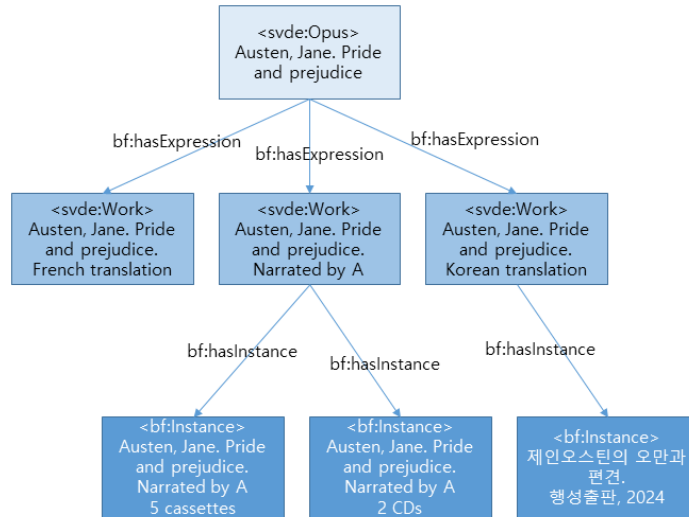 <svde:Opus>
Austen, Jane. Pride
and prejudice
bf:hasExpression
bf:hasExpression
bf:hasExpression
<svde:Work>
Austen, Jane. Pride
and prejudice.
French translation
<svde:Work>
Austen, Jane. Pride
and prejudice.
Narrated by A
<svde:Work>
Austen, Jane. Pride
and prejudice.
Korean translation
bf:hasInstance
bf:hasInstance
bf:hasInstance
<bf:Instance>
Austen, Jane. Pride
and prejudice.
Narrated by A
5 cassettes
<bf:Instance>
Austen, Jane. Pride
and prejudice.
Narrated by A
2 CDs
<bf:Instance>
제인오스틴의 오만과
편견.
행성출판, 2024